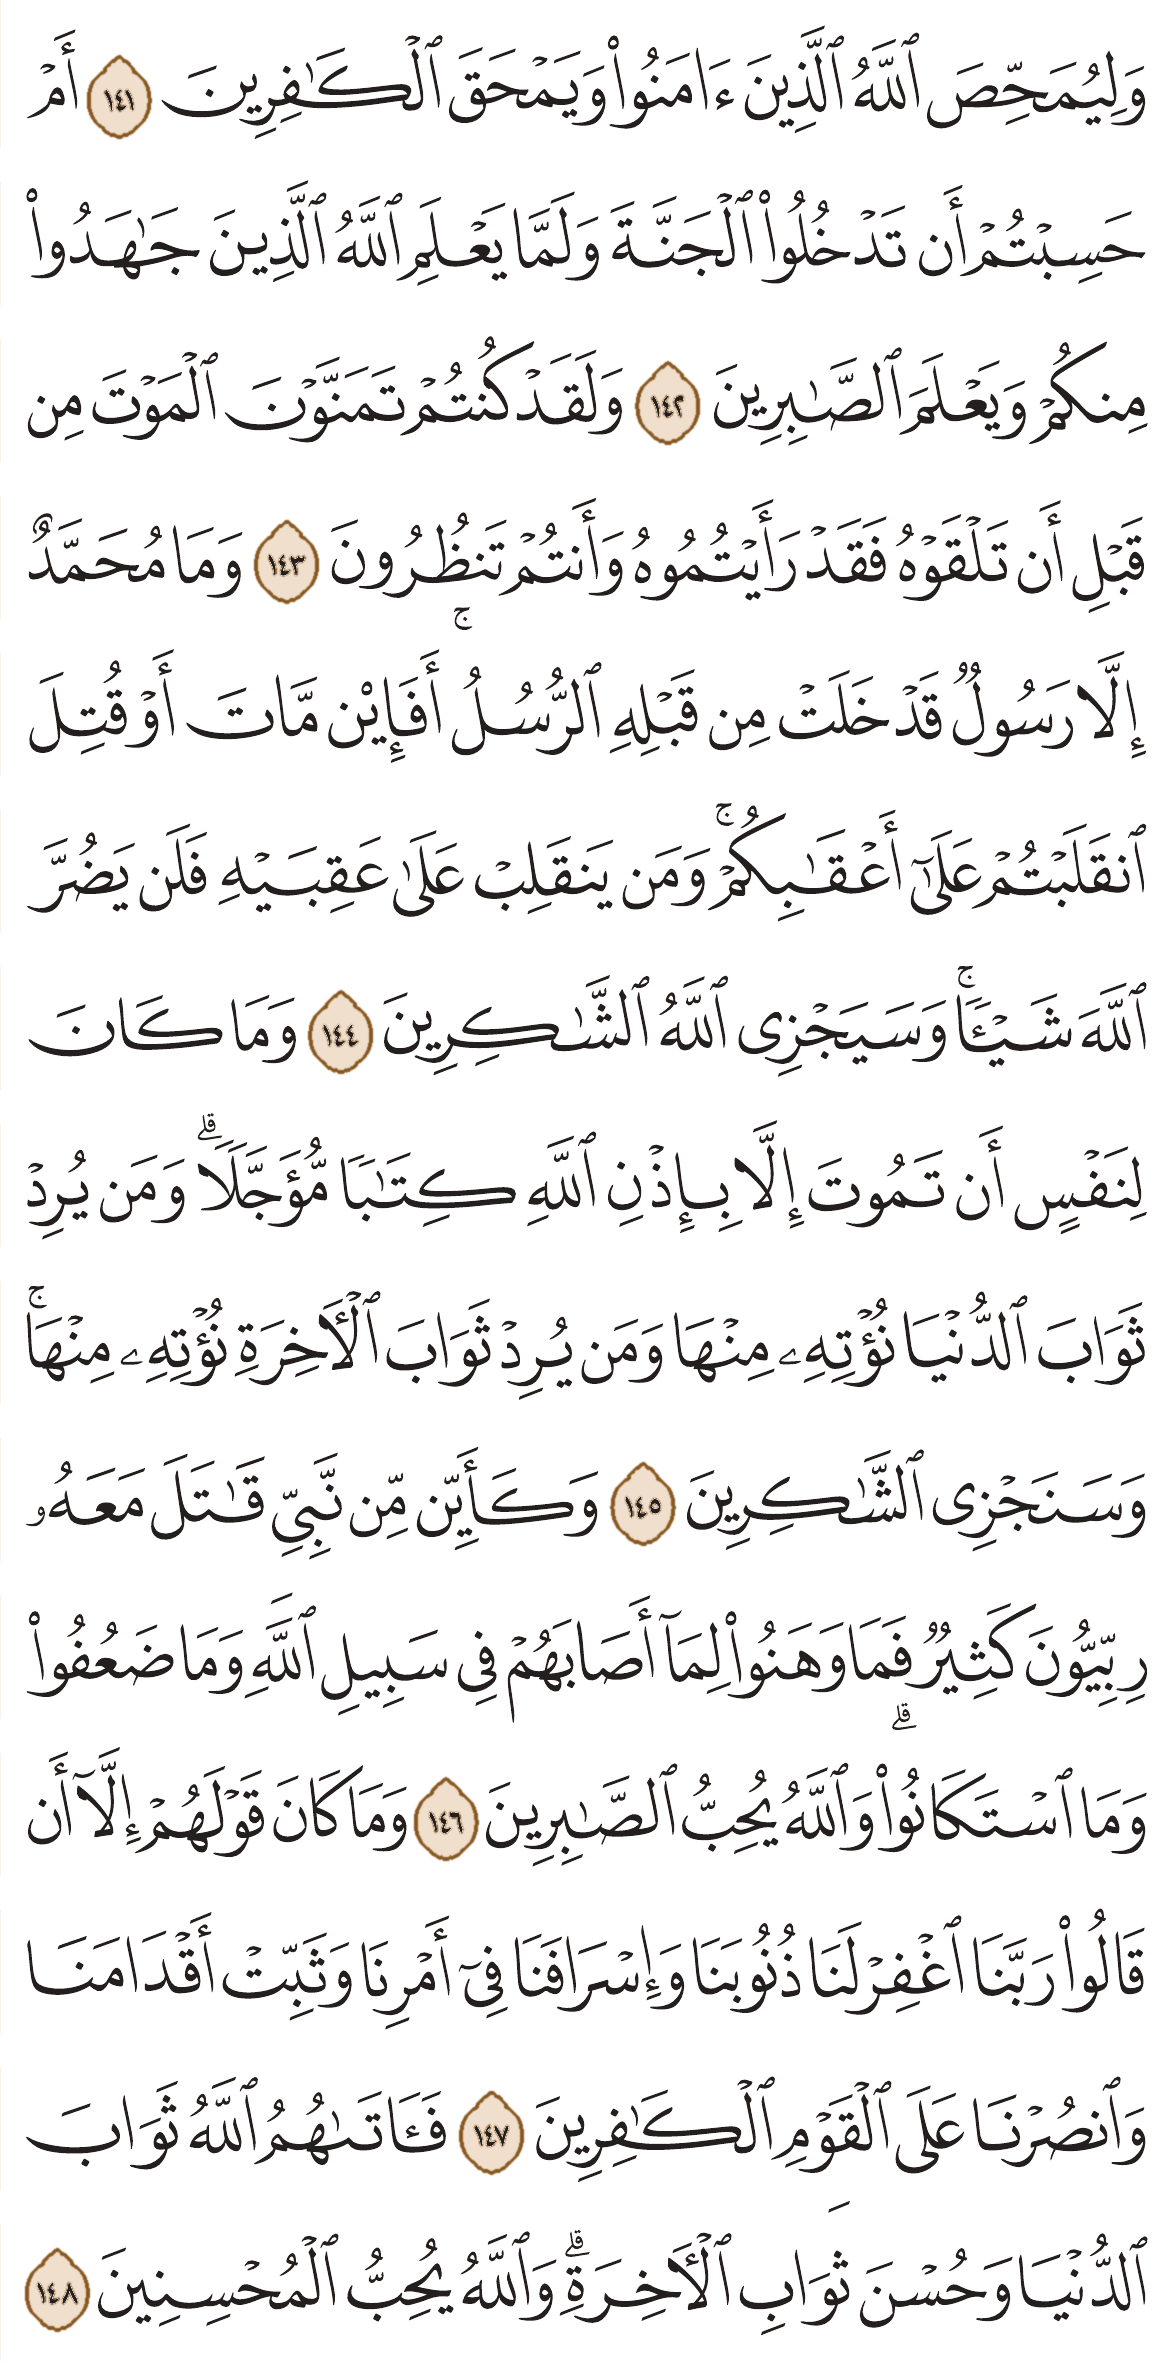 وَلِيُمَحِّصَ ٱللَّهُ ٱلَّذِينَ ءَامَنُوا۟ وَيَمْحَقَ ٱلْكَـٰفِرِينَ ١٤١ أَمْ
حَسِبْتُمْ أَن تَدْخُلُوا۟ ٱلْجَنَّةَ وَلَمَّا يَعْلَمِ ٱللَّهُ ٱلَّذِينَ جَـٰهَدُوا۟
مِنكُمْ وَيَعْلَمَ ٱلصَّـٰبِرِينَ ١٤٢ وَلَقَدْ كُنتُمْ تَمَنَّوْنَ ٱلْمَوْتَ مِن
قَبْلِ أَن تَلْقَوْهُ فَقَدْ رَأَيْتُمُوهُ وَأَنتُمْ تَنظُرُونَ ١٤٣ وَمَا مُحَمَّدٌ
إِلَّا رَسُولٌ قَدْ خَلَتْ مِن قَبْلِهِ ٱلرُّسُلُ ۚ أَفَإِي۟ن مَّاتَ أَوْ قُتِلَ
ٱنقَلَبْتُمْ عَلَىٰٓ أَعْقَـٰبِكُمْ ۚ وَمَن يَنقَلِبْ عَلَىٰ عَقِبَيْهِ فَلَن يَضُرَّ
ٱللَّهَ شَيْـًٔا ۚ وَسَيَجْزِى ٱللَّهُ ٱلشَّـٰكِرِينَ ١٤٤ وَمَا كَانَ
لِنَفْسٍ أَن تَمُوتَ إِلَّا بِإِذْنِ ٱللَّهِ كِتَـٰبًا مُّؤَجَّلًا ۗ وَمَن يُرِدْ
ثَوَابَ ٱلدُّنْيَا نُؤْتِهِۦ مِنْهَا وَمَن يُرِدْ ثَوَابَ ٱلْـَٔاخِرَةِ نُؤْتِهِۦ مِنْهَا ۚ
وَسَنَجْزِى ٱلشَّـٰكِرِينَ ١٤٥ وَكَأَيِّن مِّن نَّبِىٍّ قَـٰتَلَ مَعَهُۥ
رِبِّيُّونَ كَثِيرٌ فَمَا وَهَنُوا۟ لِمَآ أَصَابَهُمْ فِى سَبِيلِ ٱللَّهِ وَمَا ضَعُفُوا۟
وَمَا ٱسْتَكَانُوا۟ ۗ وَٱللَّهُ يُحِبُّ ٱلصَّـٰبِرِينَ ١٤٦ وَمَا كَانَ قَوْلَهُمْ إِلَّآ أَن
قَالُوا۟ رَبَّنَا ٱغْفِرْ لَنَا ذُنُوبَنَا وَإِسْرَافَنَا فِىٓ أَمْرِنَا وَثَبِّتْ أَقْدَامَنَا
وَٱنصُرْنَا عَلَى ٱلْقَوْمِ ٱلْكَـٰفِرِينَ ١٤٧ فَـَٔاتَىٰهُمُ ٱللَّهُ ثَوَابَ
ٱلدُّنْيَا وَحُسْنَ ثَوَابِ ٱلْـَٔاخِرَةِ ۗ وَٱللَّهُ يُحِبُّ ٱلْمُحْسِنِينَ ١٤٨